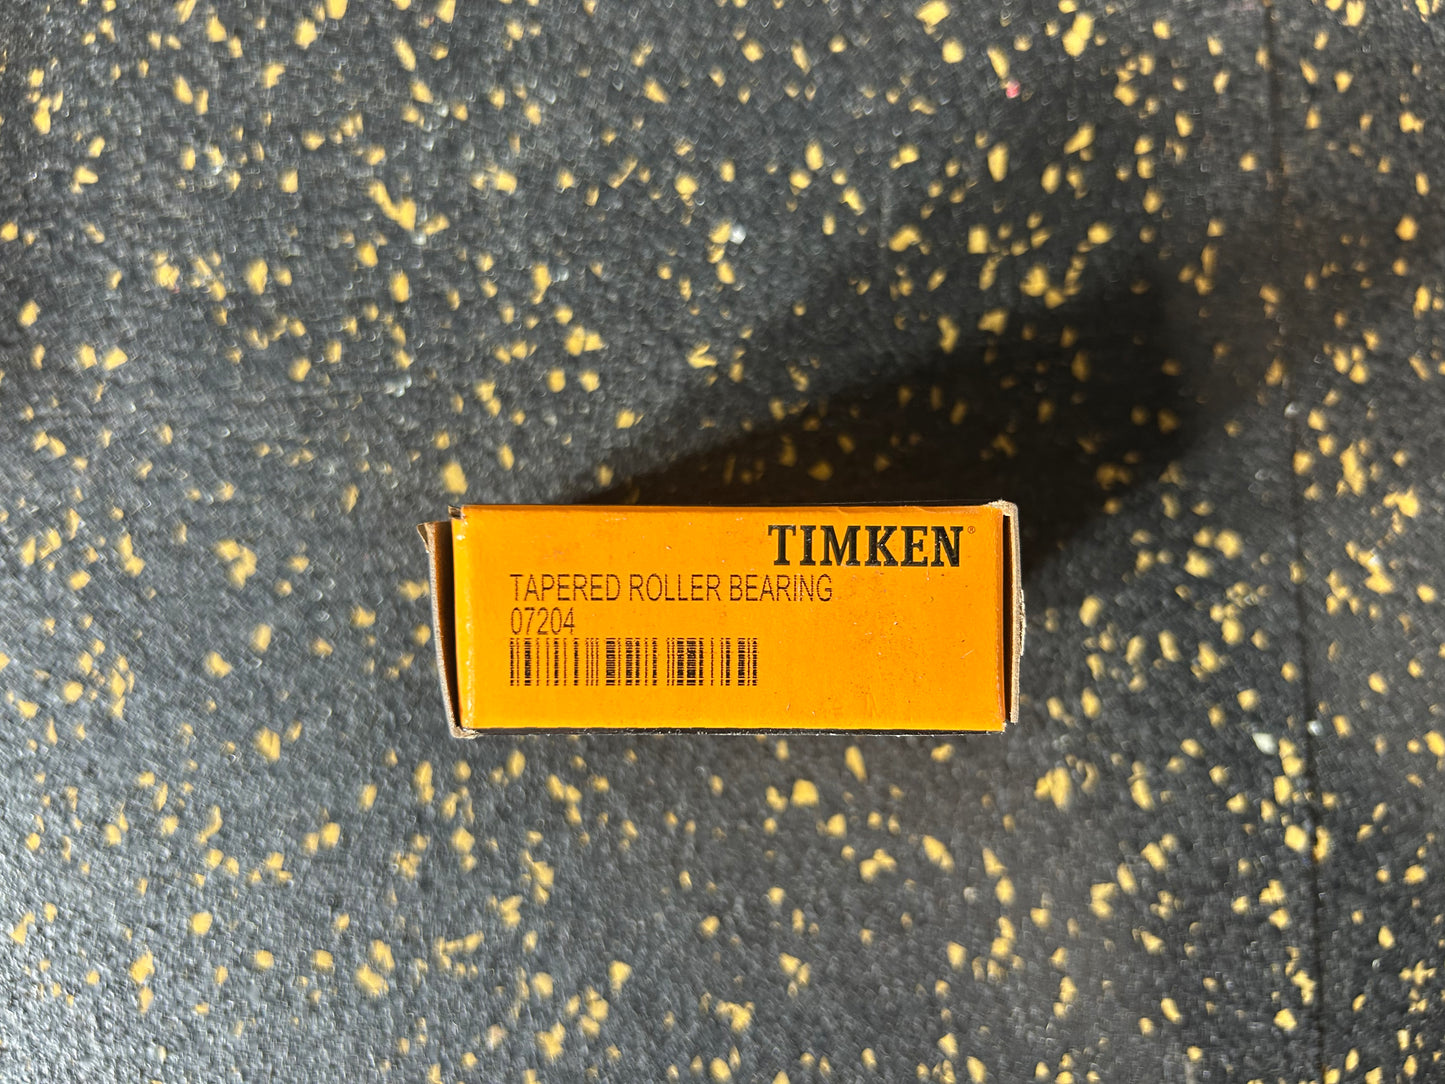 TIMKEN®
TAPERED ROLLER BEARING
07204